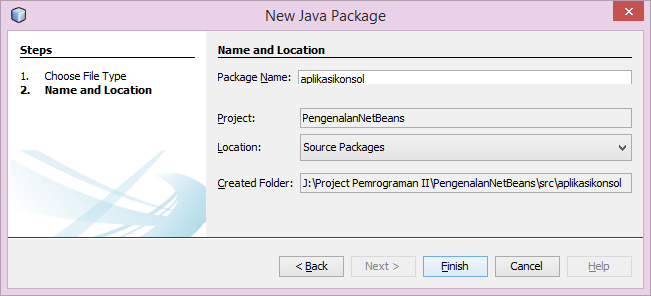 New Java Package
Steps
1. Choose File Type
2. Name and Location
Name and Location
Package Name: aplikasikonsol
Project: PengenalanNetBeans
Location: Source Packages
Created Folder: J:\Project Pemrograman II\PengenalanNetBeans\src\aplikasikonsol
< Back Next > Finish Cancel Help